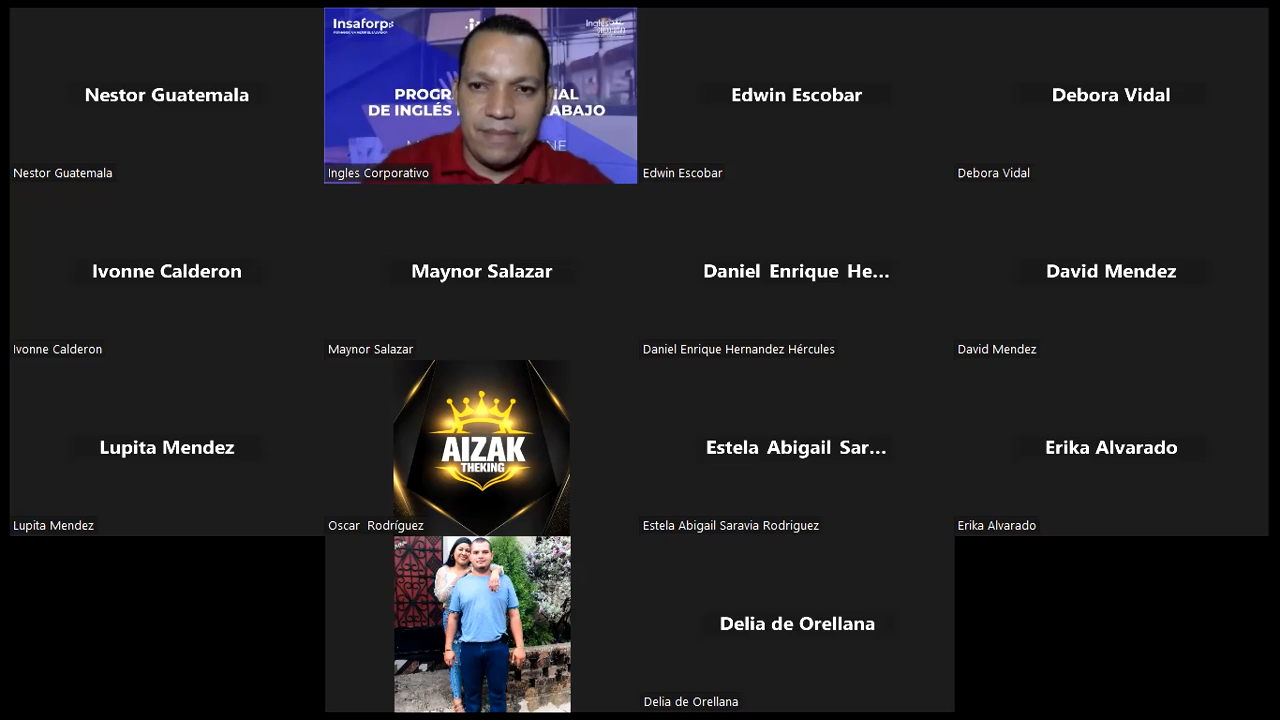 Nestor Guatemala
Nestor Guatemala
Insaforp
PROGR
DE INGLÉS
ABAJO
Ingles Corporativo
Edwin Escobar
Edwin Escobar
Debora Vidal
Debora Vidal
Ivonne Calderon
Ivonne Calderon
Maynor Salazar
Maynor Salazar
Daniel Enrique He...
Daniel Enrique Hernandez Hércules
David Mendez
David Mendez
Lupita Mendez
Lupita Mendez
AIZAK
THEKING
Oscar Rodríguez
Estela Abigail Sar...
Estela Abigail Saravia Rodriguez
Erika Alvarado
Erika Alvarado
Delia de Orellana
Delia de Orellana